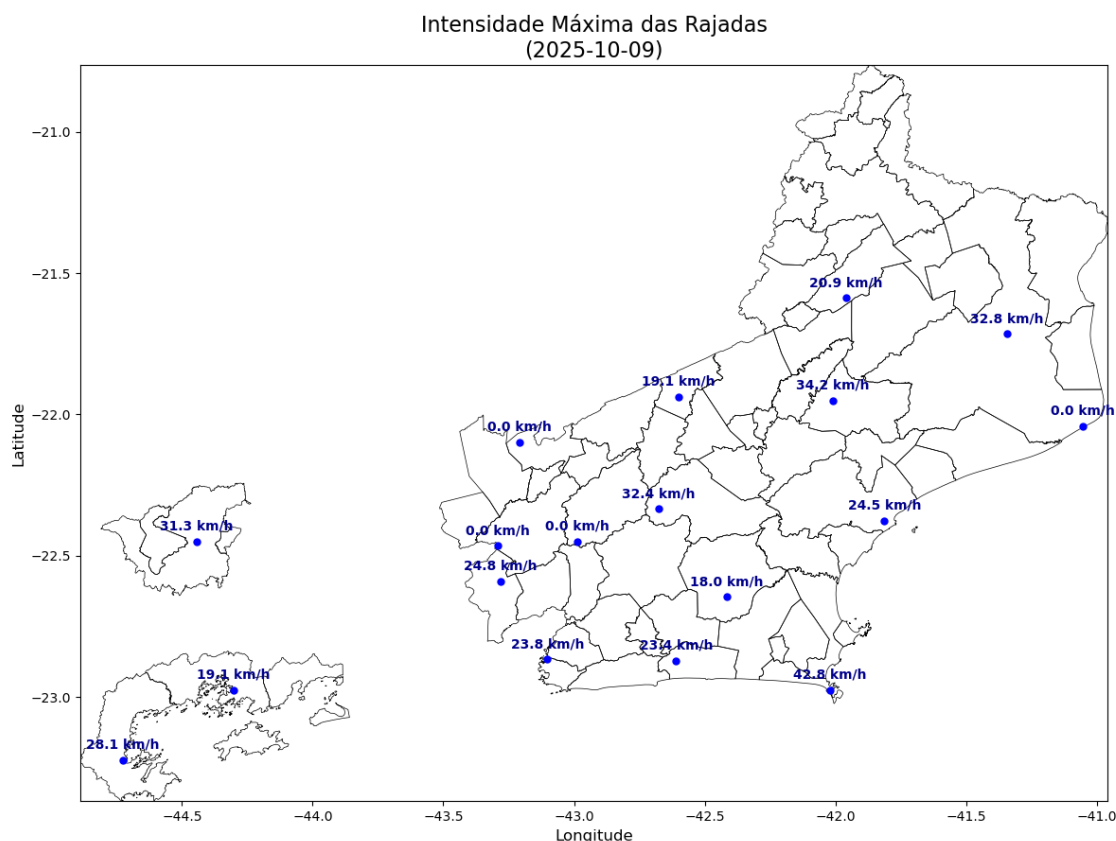 Intensidade Máxima das Rajadas
(2025-10-09)
−21.0
−21.5
−22.0
−22.5
−23.0
Latitude
20.9 km/h
32.8 km/h
19.1 km/h
34.2 km/h
0.0 km/h
0.0 km/h
32.4 km/h
24.5 km/h
31.3 km/h
0.0 km/h
0.0 km/h
24.8 km/h
18.0 km/h
23.8 km/h
23.4 km/h
19.1 km/h
42.8 km/h
28.1 km/h
−44.5
−44.0
−43.5
−43.0
−42.5
−42.0
−41.5
−41.0
Longitude